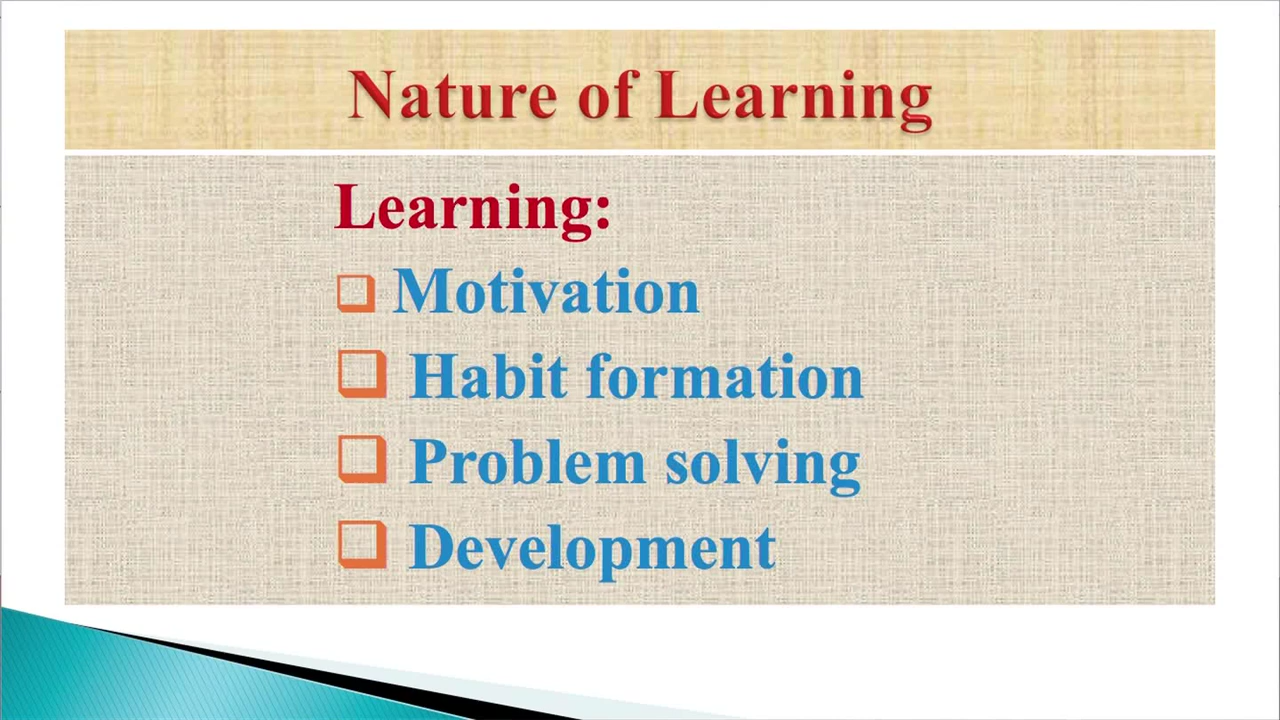 Nature of Learning
Learning:
Motivation
Habit formation
Problem solving
Development